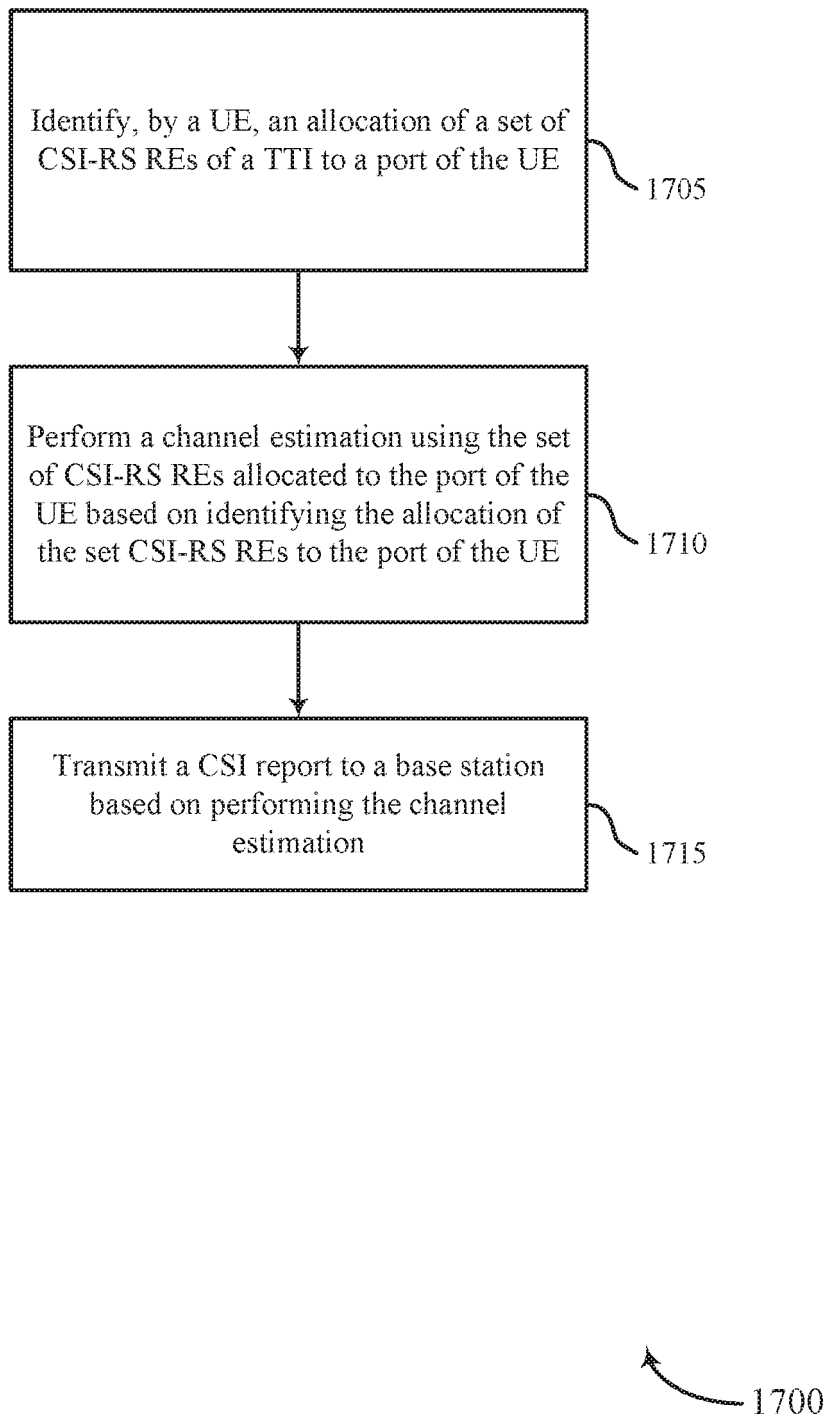 Identify, by a UE, an allocation of a set of
CSI-RS REs of a TTI to a port of the UE
1705
Perform a channel estimation using the set
of CSI-RS REs allocated to the port of the
UE based on identifying the allocation of
the set CSI-RS REs to the port of the UE
1710
Transmit a CSI report to a base station
based on performing the channel
estimation
1715
1700